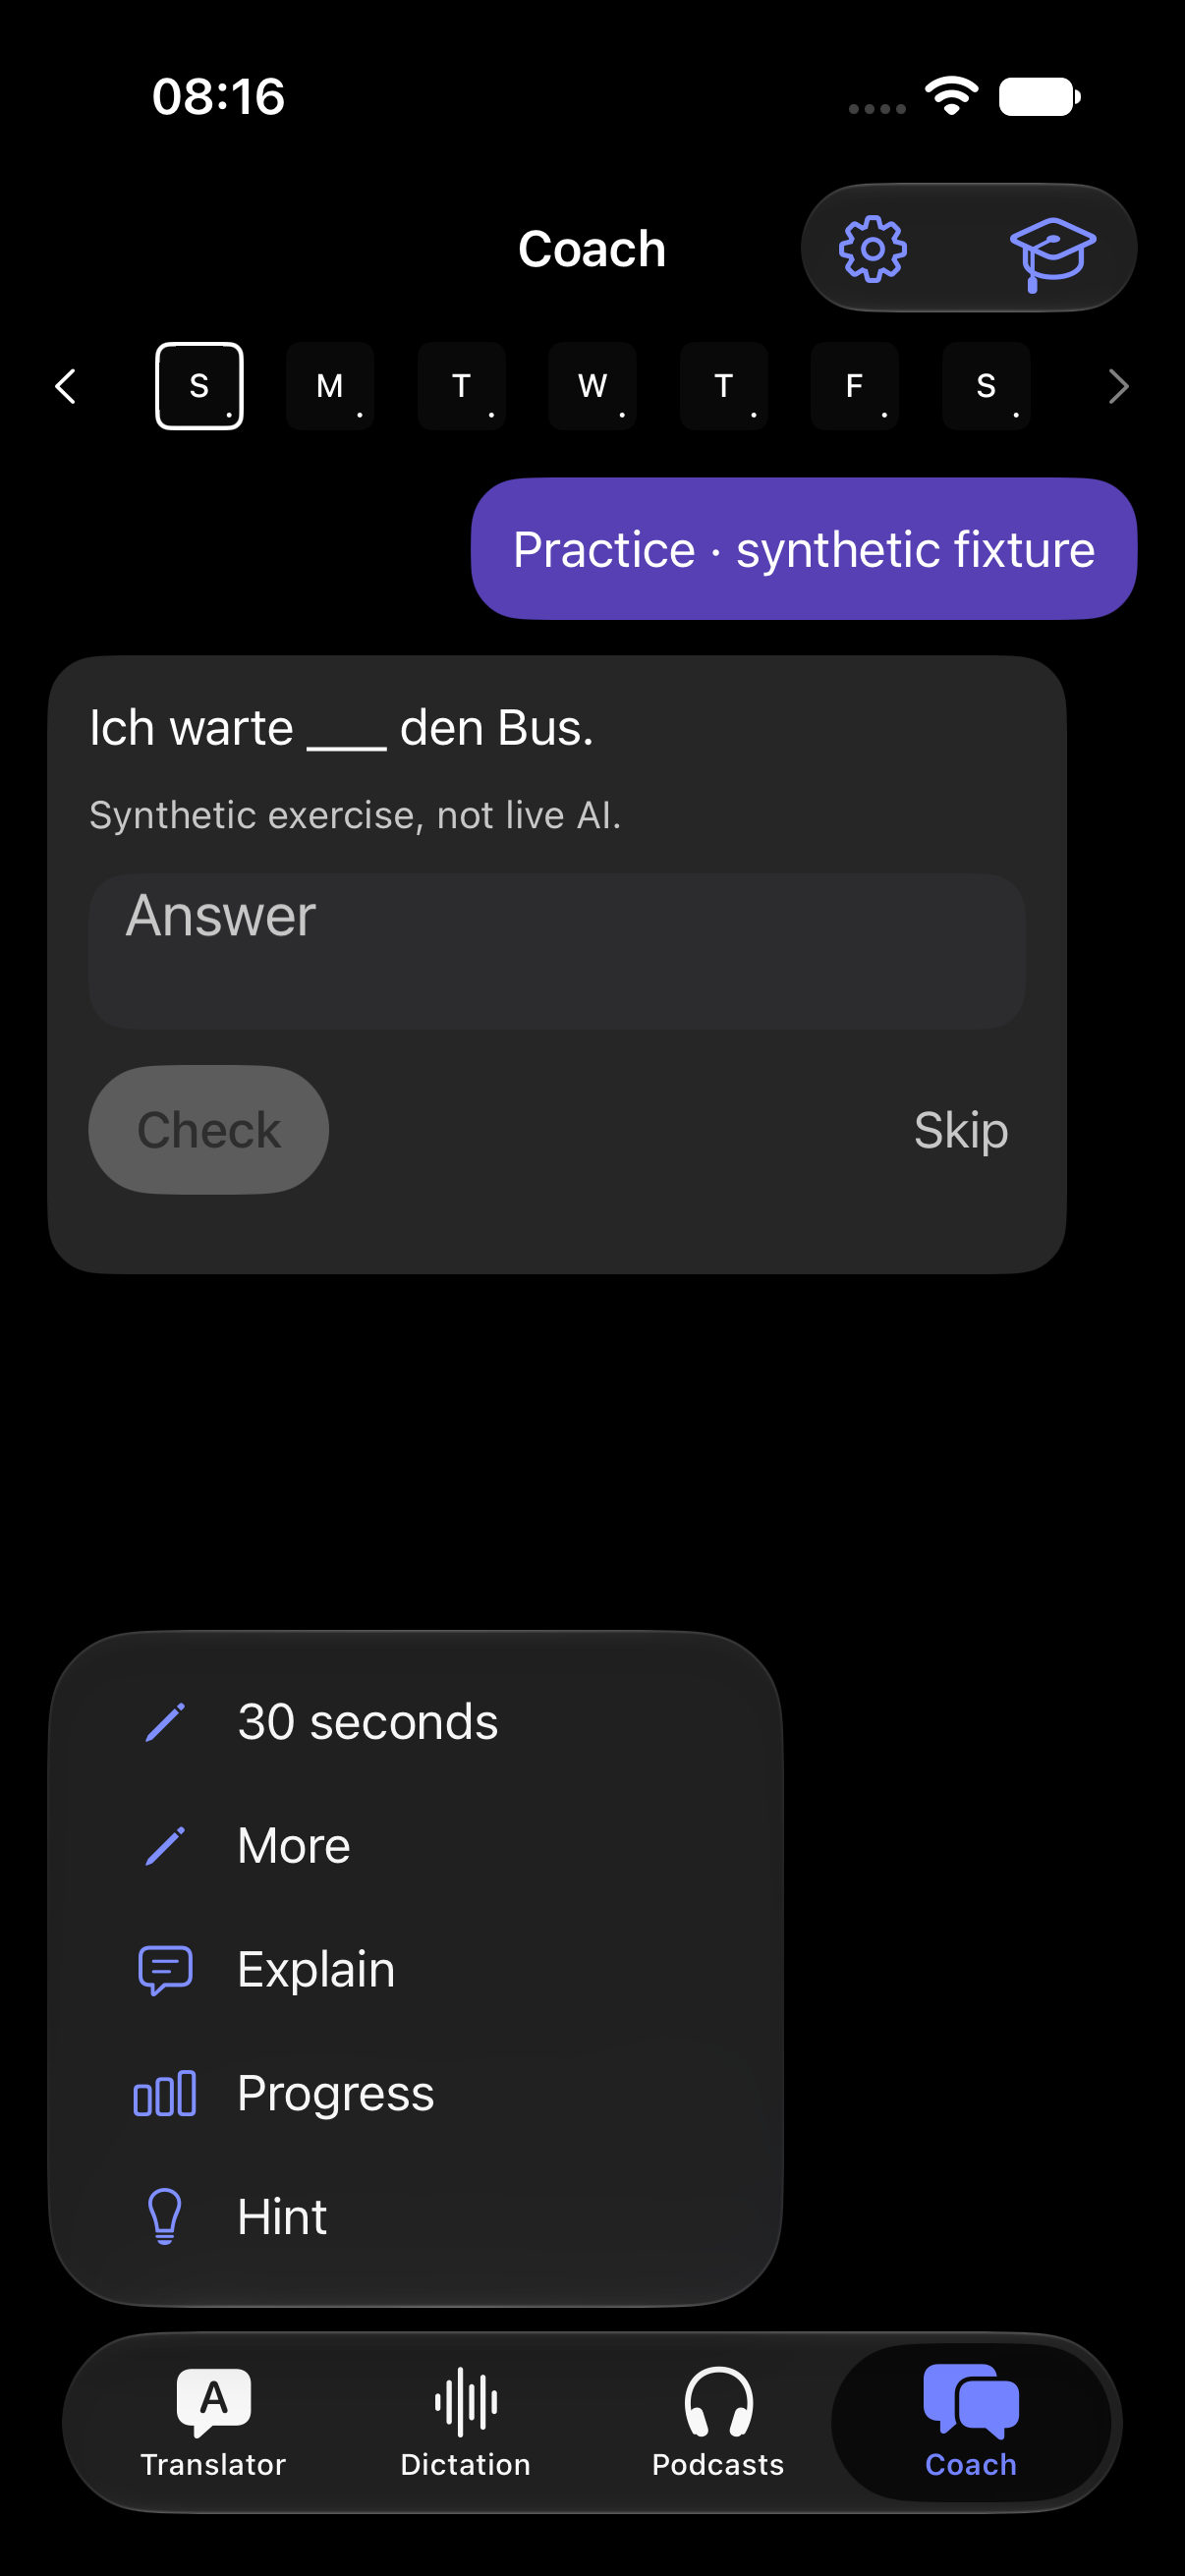 08:16
Coach
S M T W T F S
Practice · synthetic fixture
Ich warte ____ den Bus.
Synthetic exercise, not live AI.
Answer
Check Skip
30 seconds
More
Explain
Progress
Hint
A
Translator Dictation Podcasts Coach